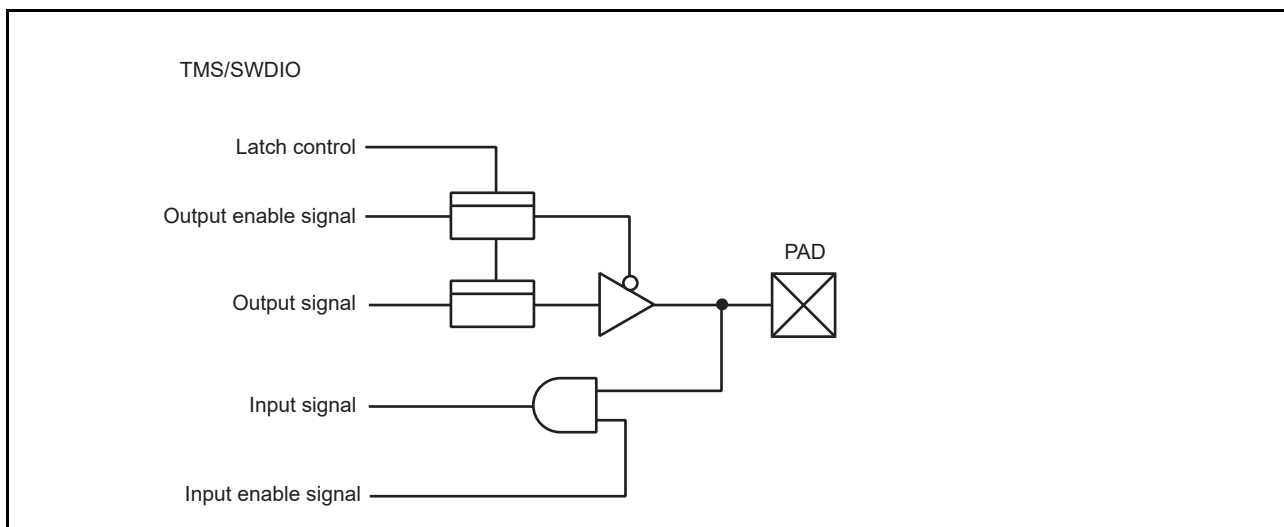 TMS/SWDIO
Latch control
Output enable signal
PAD
Output signal
Input signal
Input enable signal